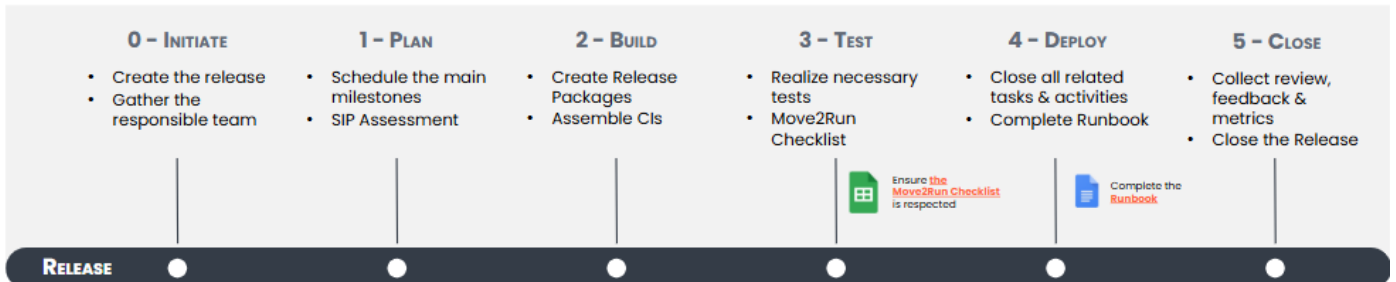 0 – Initiate
• Create the release
• Gather the
responsible team
1 – Plan
• Schedule the main
milestones
• SIP Assessment
2 – Build
• Create Release
Packages
• Assemble CIs
3 – Test
• Realize necessary
tests
• Move2Run
Checklist
Ensure the
Move2Run Checklist
is respected
4 – Deploy
• Close all related
tasks & activities
• Complete Runbook
Complete the
Runbook
5 – Close
• Collect review,
feedback &
metrics
• Close the Release
Release